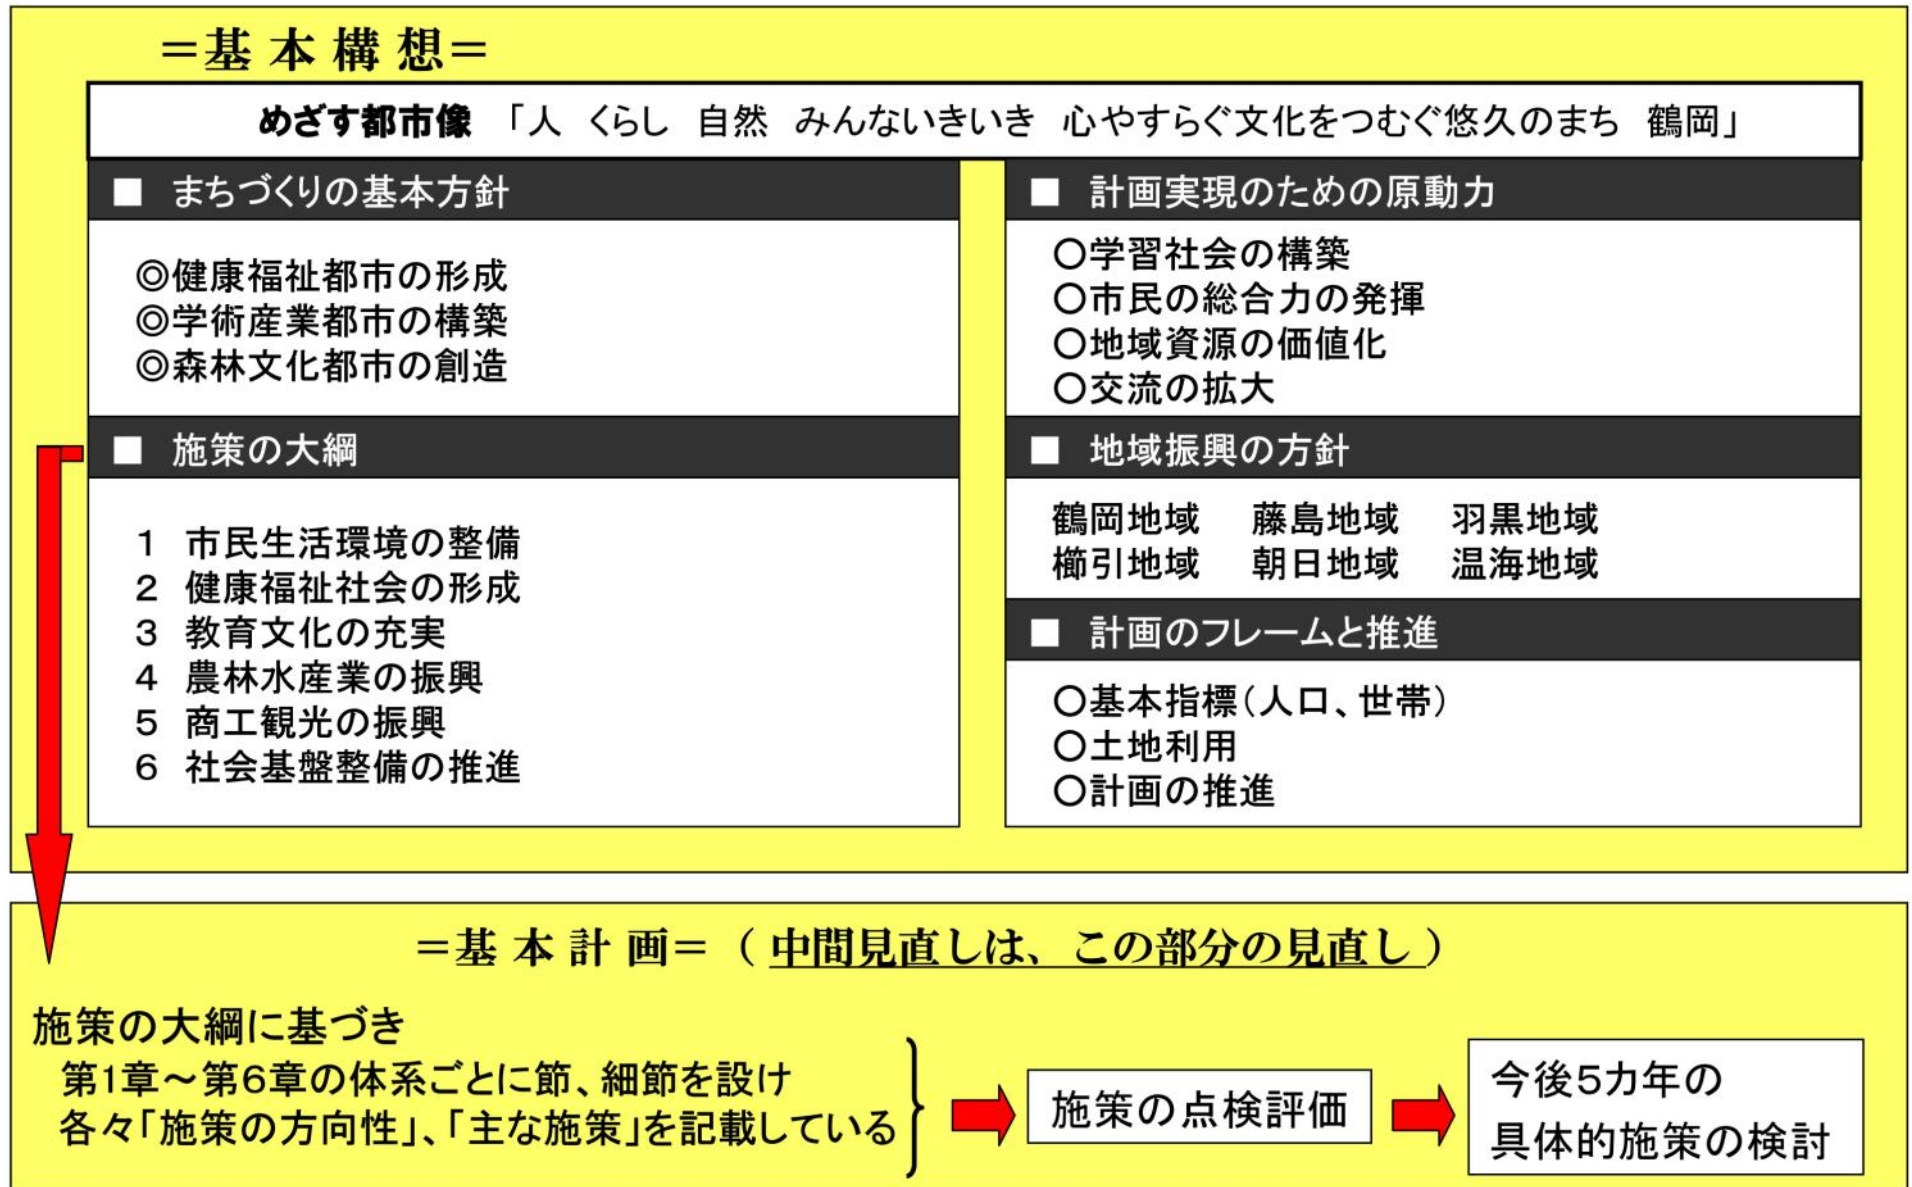 ＝基 本 構 想＝
めざす都市像　「人　くらし　自然　みんないきいき　心やすらぐ文化をつむぐ悠久のまち　鶴岡」
■　まちづくりの基本方針
◎健康福祉都市の形成
◎学術産業都市の構築
◎森林文化都市の創造
■　施策の大綱
１　市民生活環境の整備
２　健康福祉社会の形成
３　教育文化の充実
４　農林水産業の振興
５　商工観光の振興
６　社会基盤整備の推進
■　計画実現のための原動力
○学習社会の構築
○市民の総合力の発揮
○地域資源の価値化
○交流の拡大
■　地域振興の方針
鶴岡地域　藤島地域　羽黒地域
櫛引地域　朝日地域　温海地域
■　計画のフレームと推進
○基本指標（人口、世帯）
○土地利用
○計画の推進
＝基 本 計 画＝（ 中間見直しは、この部分の見直し ）
施策の大綱に基づき
第1章～第6章の体系ごとに節、細節を設け
各々「施策の方向性」、「主な施策」を記載している
施策の点検評価
今後5カ年の
具体的施策の検討